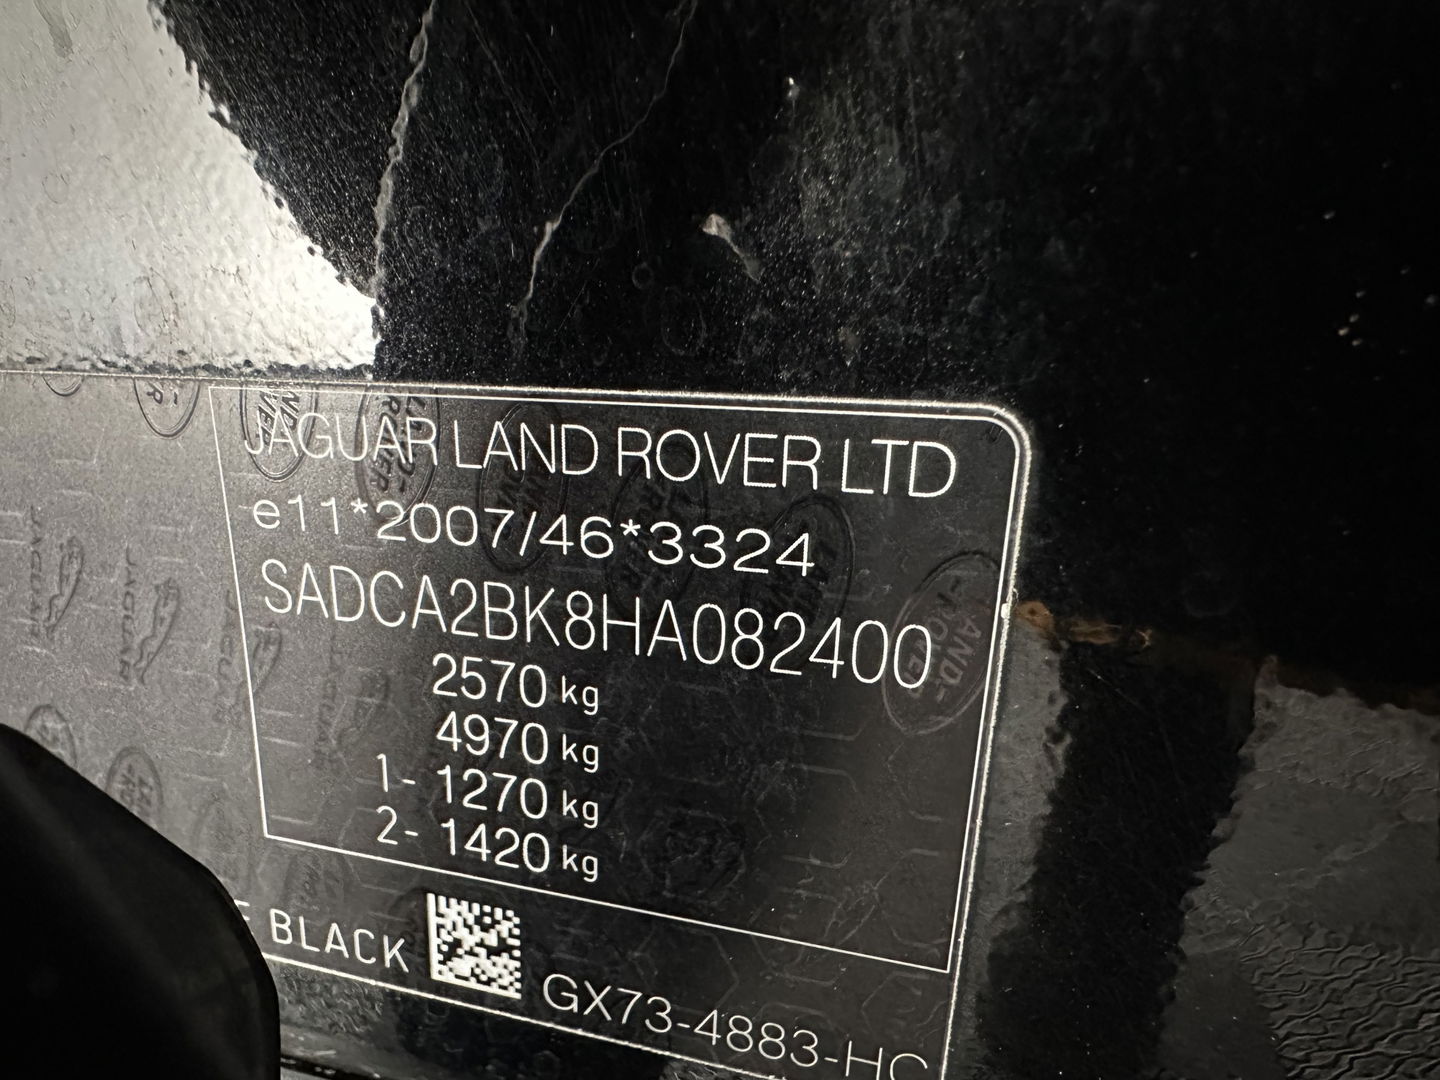 JAGUAR LAND ROVER LTD
e11*2007/46*3324
SADCA2BK8HA082400
2570 kg
4970 kg
1- 1270 kg
2- 1420 kg
BLACK
GX73-4883-HC